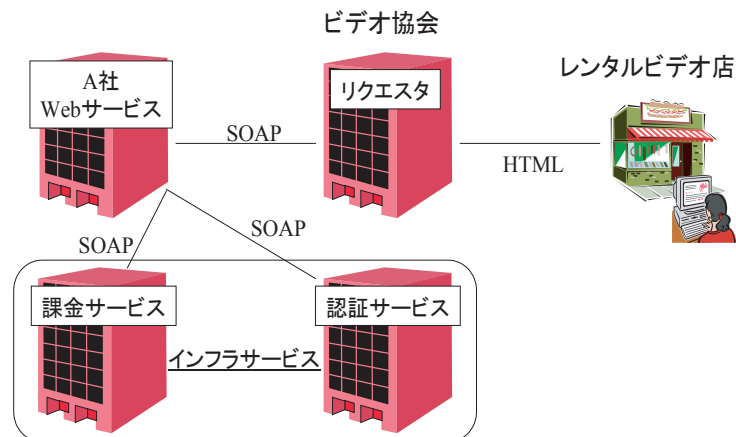 ビデオ協会
レンタルビデオ店
A社
Webサービス
リクエスタ
SOAP
HTML
SOAP
SOAP
課金サービス
認証サービス
インフラサービス